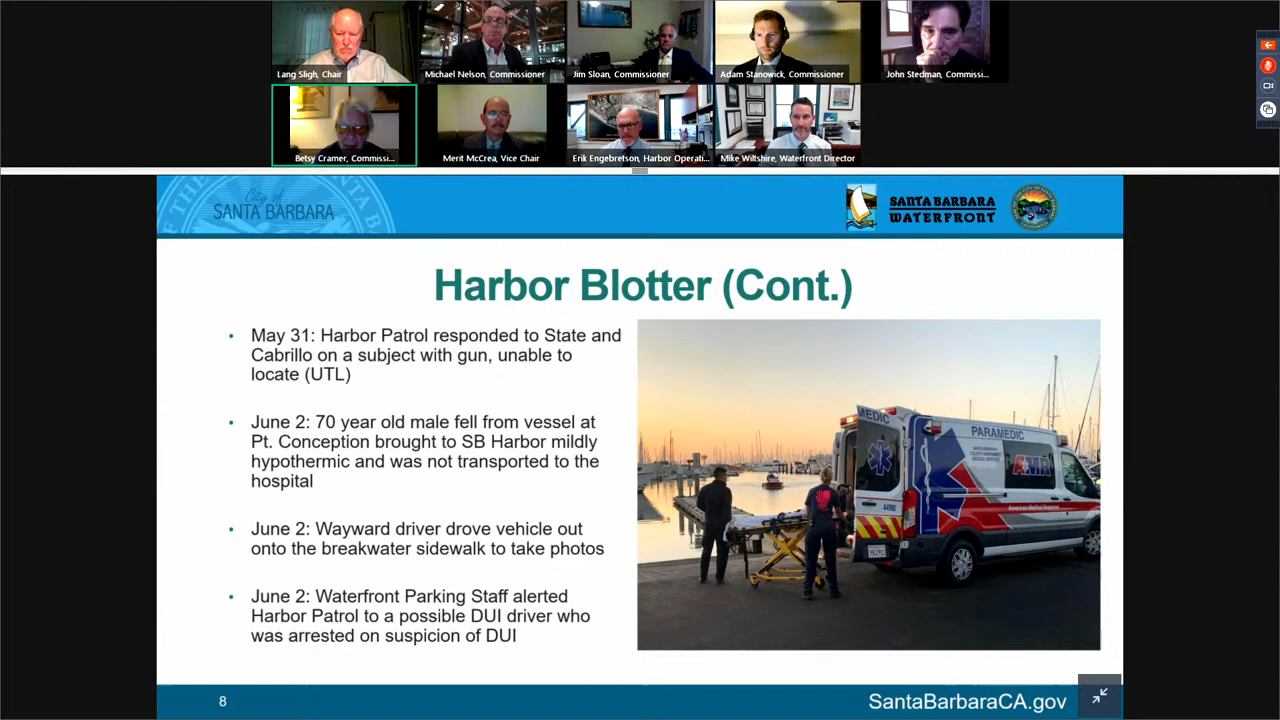 Lang Sligh, Chair
Michael Nelson, Commissioner
Jim Sloan, Commissioner
Adam Stanowick, Commissioner
John Stedman, Commissi...
Betsy Cramer, Commissi...
Merit McCrea, Vice Chair
Erik Engebretson, Harbor Operati...
Mike Wiltshire, Waterfront Director
City of
SANTA BARBARA
SANTA BARBARA
WATERFRONT
Harbor Blotter (Cont.)
• May 31: Harbor Patrol responded to State and
Cabrillo on a subject with gun, unable to
locate (UTL)
• June 2: 70 year old male fell from vessel at
Pt. Conception brought to SB Harbor mildly
hypothermic and was not transported to the
hospital
• June 2: Wayward driver drove vehicle out
onto the breakwater sidewalk to take photos
• June 2: Waterfront Parking Staff alerted
Harbor Patrol to a possible DUI driver who
was arrested on suspicion of DUI
MEDIC
PARAMEDIC
AMR
American Medical Response
8
SantaBarbaraCA.gov